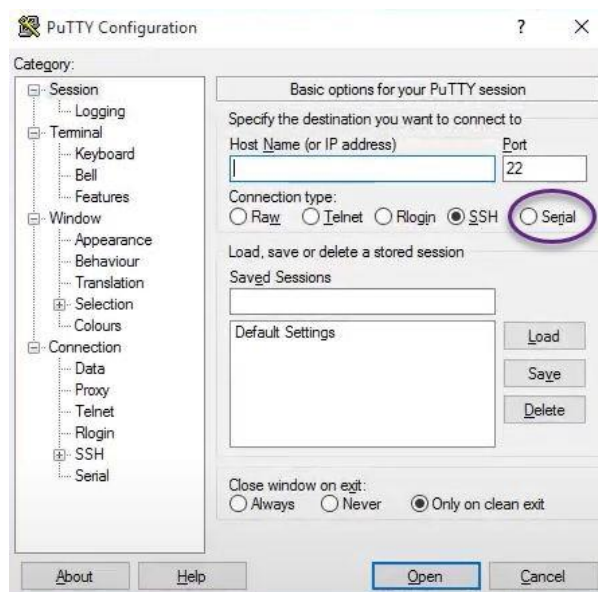 PuTTY Configuration
?
Category:
Session
Logging
Terminal
Keyboard
Bell
Features
Window
Appearance
Behaviour
Translation
Selection
Colours
Connection
Data
Proxy
Telnet
Rlogin
SSH
Serial
Basic options for your PuTTY session
Specify the destination you want to connect to
Host Name (or IP address) Port
22
Connection type:
Raw Telnet Rlogin SSH Serial
Load, save or delete a stored session
Saved Sessions
Default Settings
Load
Save
Delete
Close window on exit:
Always Never Only on clean exit
About Help Open Cancel